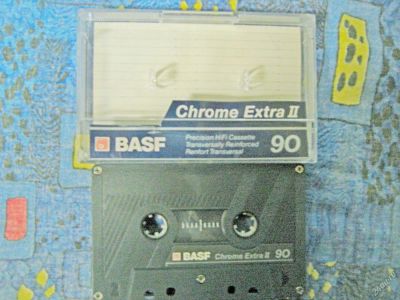 Chrome Extra II
BASF
Precision HiFi Cassette
Transversally Reinforced
Renfort Transversal
90
BASF Chrome Extra II 90